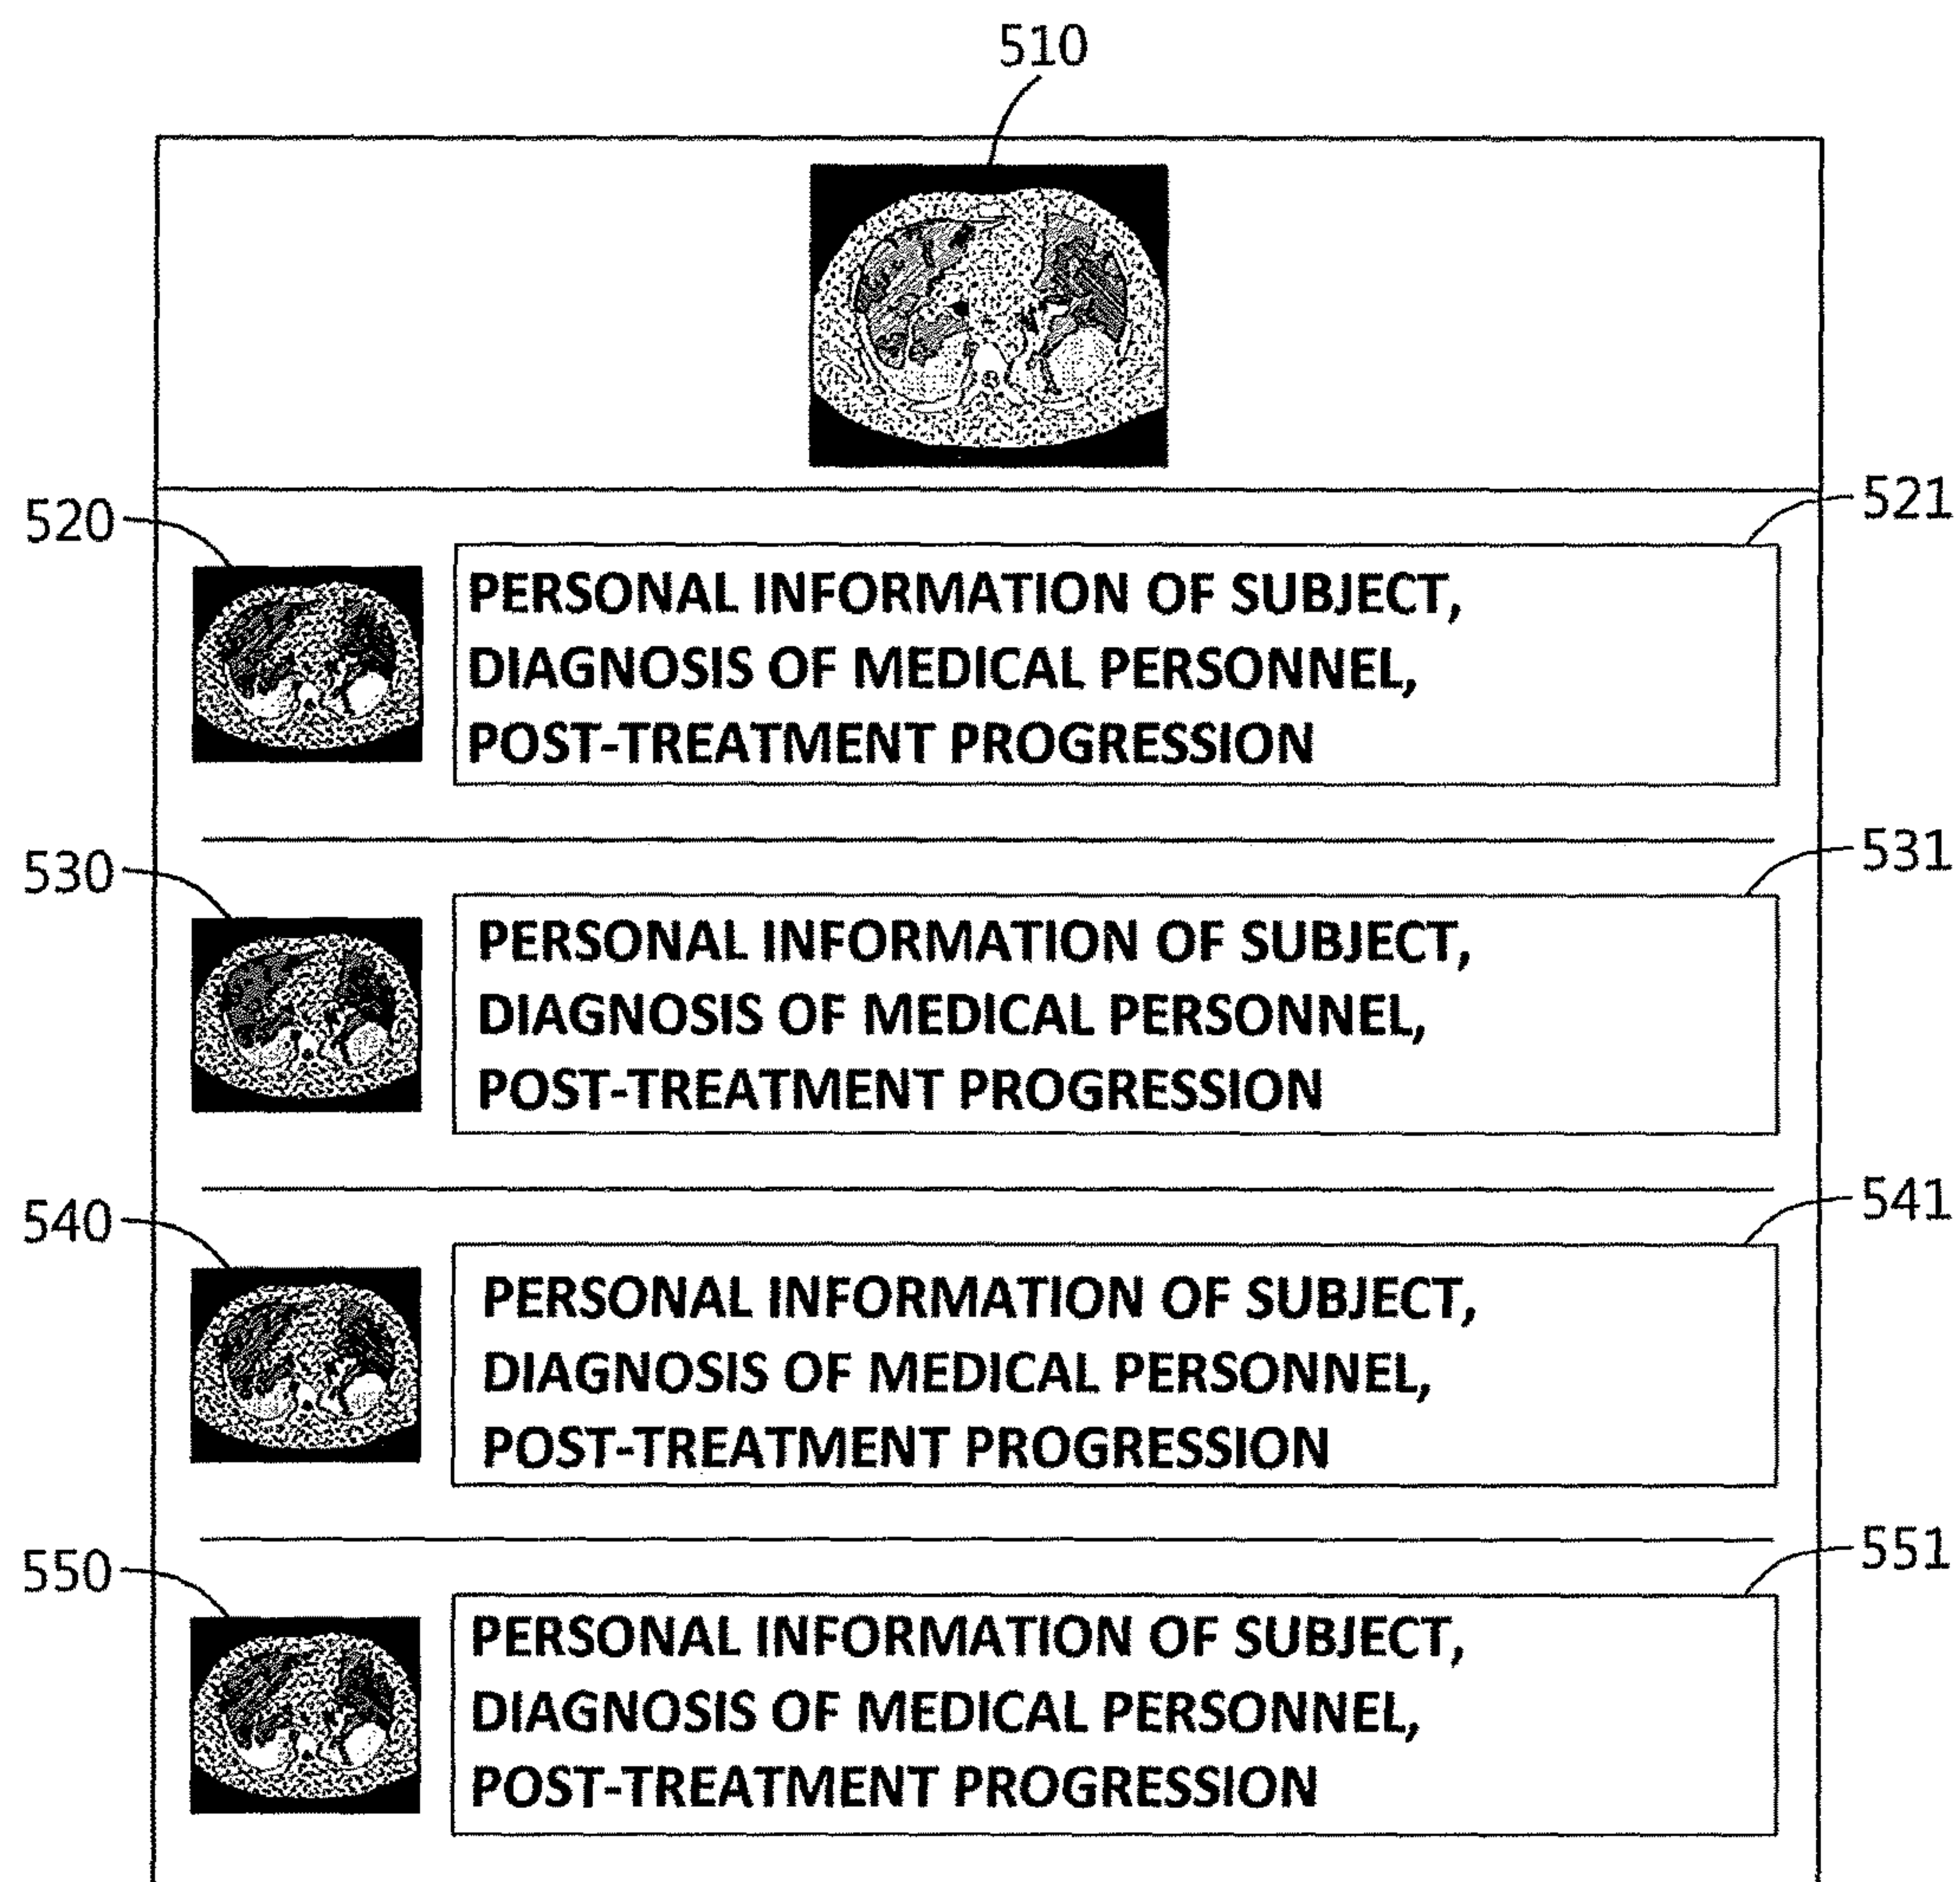 510
520
521
PERSONAL INFORMATION OF SUBJECT,
DIAGNOSIS OF MEDICAL PERSONNEL,
POST-TREATMENT PROGRESSION
530
531
PERSONAL INFORMATION OF SUBJECT,
DIAGNOSIS OF MEDICAL PERSONNEL,
POST-TREATMENT PROGRESSION
540
541
PERSONAL INFORMATION OF SUBJECT,
DIAGNOSIS OF MEDICAL PERSONNEL,
POST-TREATMENT PROGRESSION
550
551
PERSONAL INFORMATION OF SUBJECT,
DIAGNOSIS OF MEDICAL PERSONNEL,
POST-TREATMENT PROGRESSION